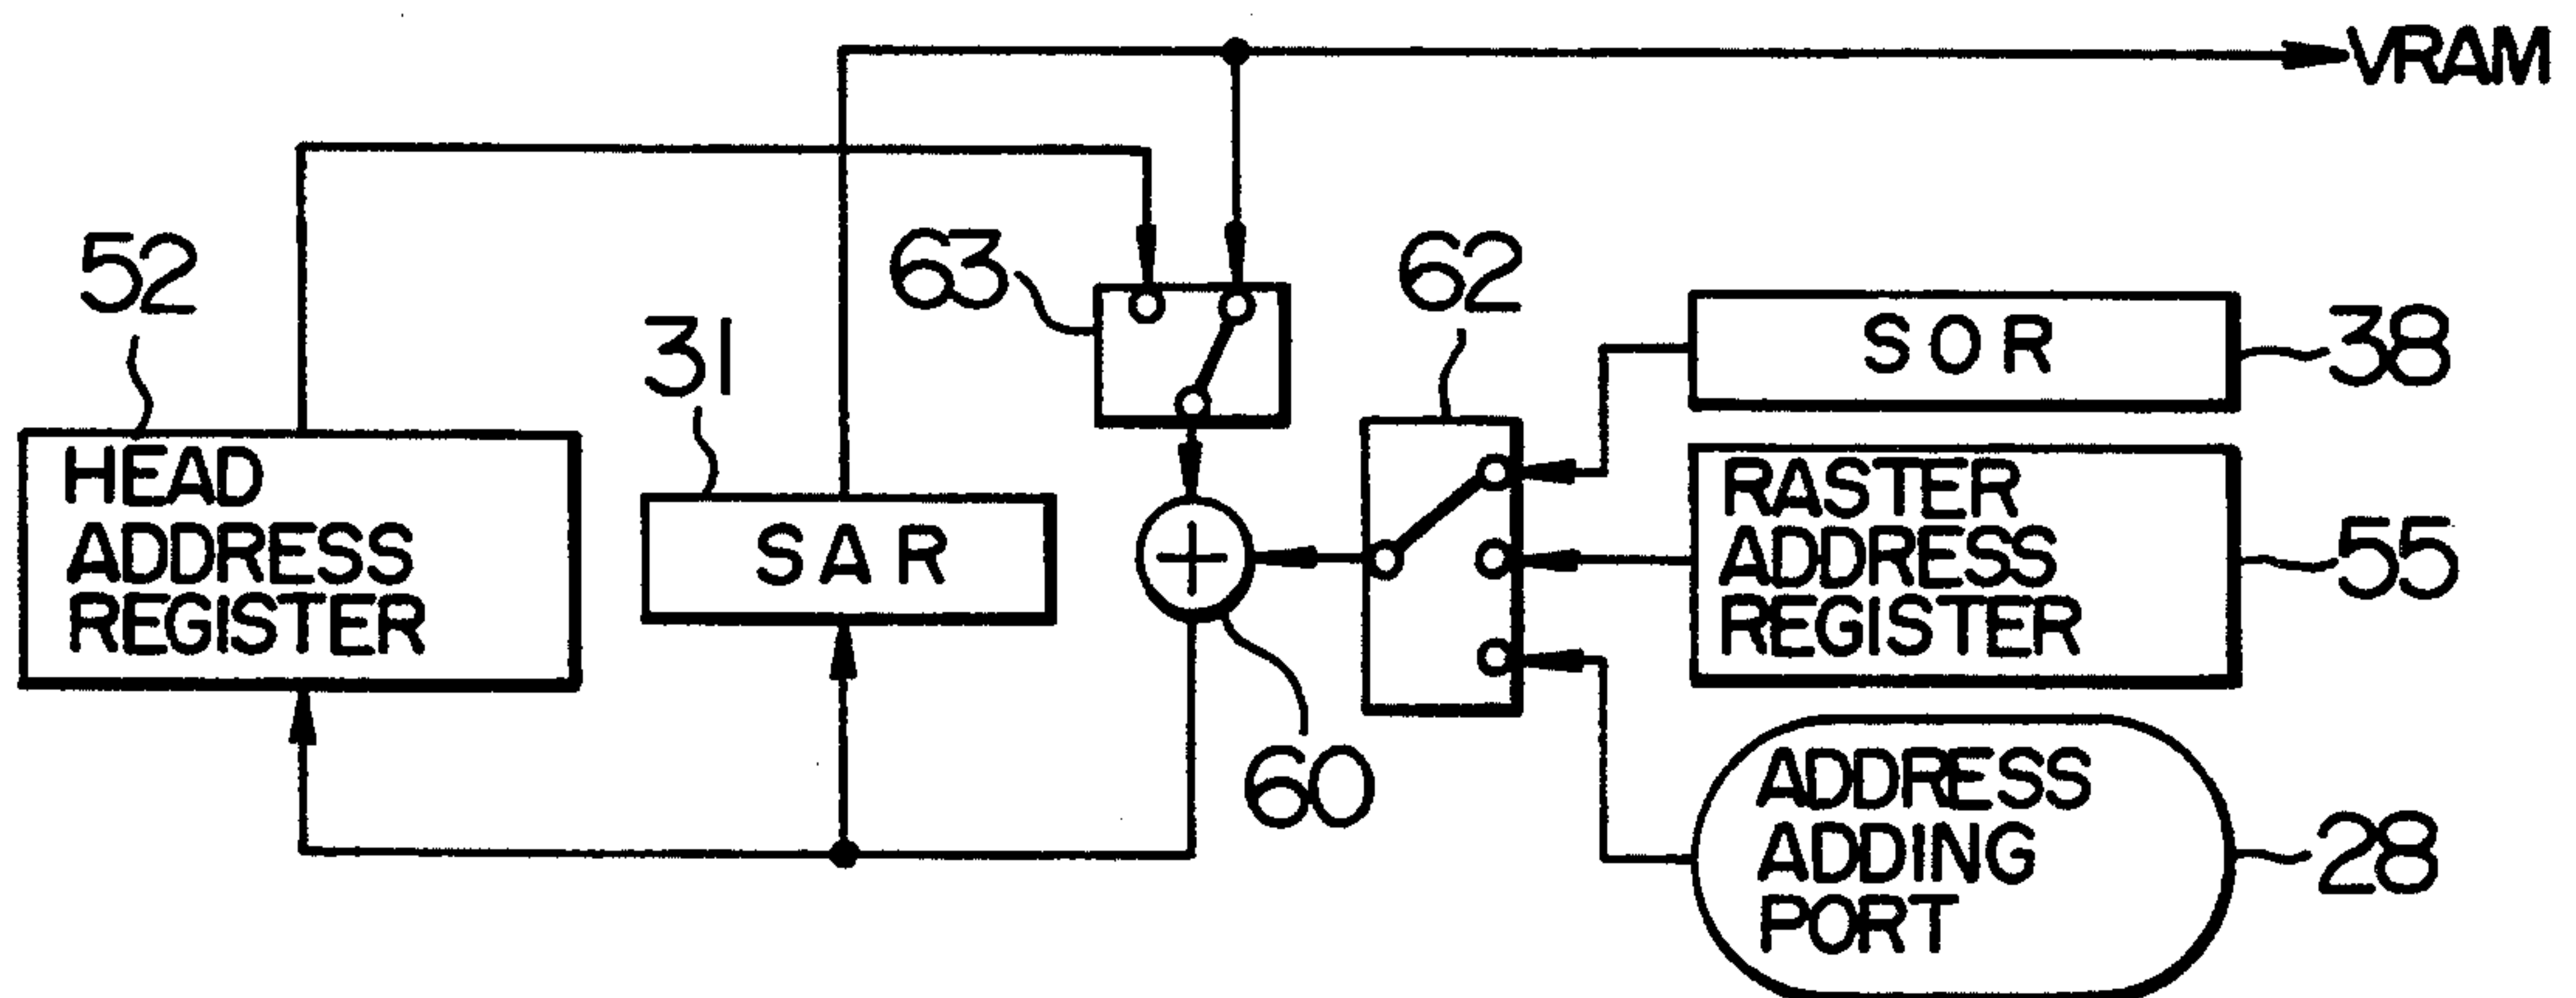 VRAM
52
63
62
31
SOR
38
HEAD
ADDRESS
REGISTER
SAR
RASTER
ADDRESS
REGISTER
55
60
ADDRESS
ADDING
PORT
28